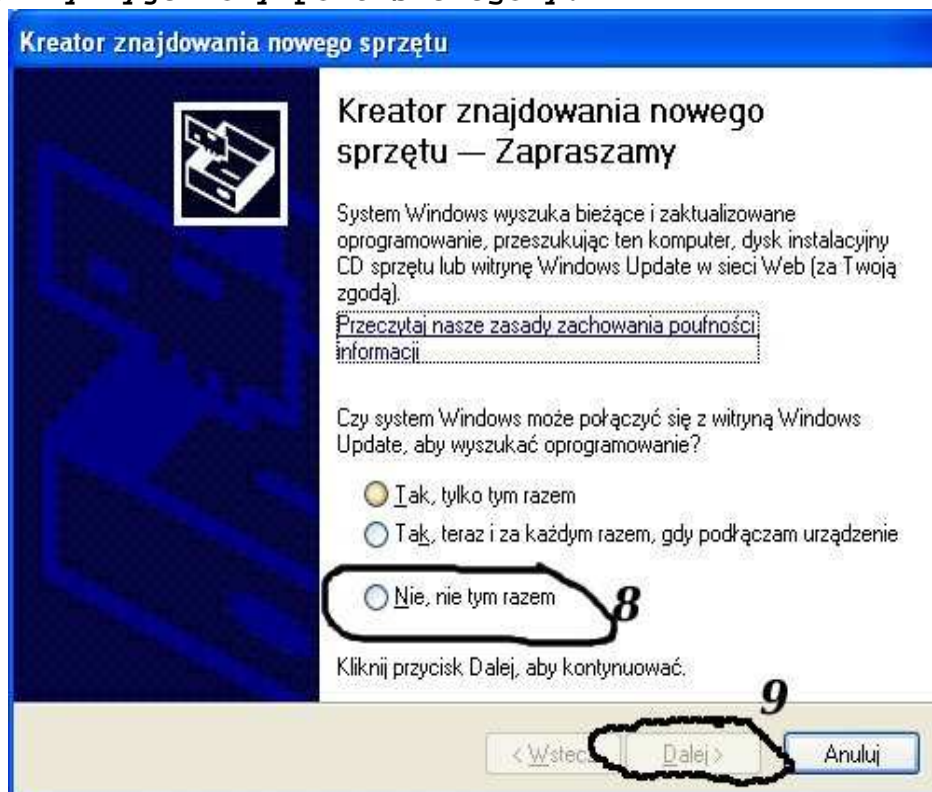 Kreator znajdowania nowego sprzętu
Kreator znajdowania nowego
sprzętu — Zapraszamy
System Windows wyszuka bieżące i zaktualizowane
oprogramowanie, przeszukując ten komputer, dysk instalacyjny
CD sprzętu lub witrynę Windows Update w sieci Web (za Twoją
zgodą).
Przeczytaj nasze zasady zachowania poufności
informacji
Czy system Windows może połączyć się z witryną Windows
Update, aby wyszukać oprogramowanie?
Tak, tylko tym razem
Tak, teraz i za każdym razem, gdy podłączam urządzenie
Nie, nie tym razem
8
Kliknij przycisk Dalej, aby kontynuować.
9
< Wstecz
Dalej >
Anuluj